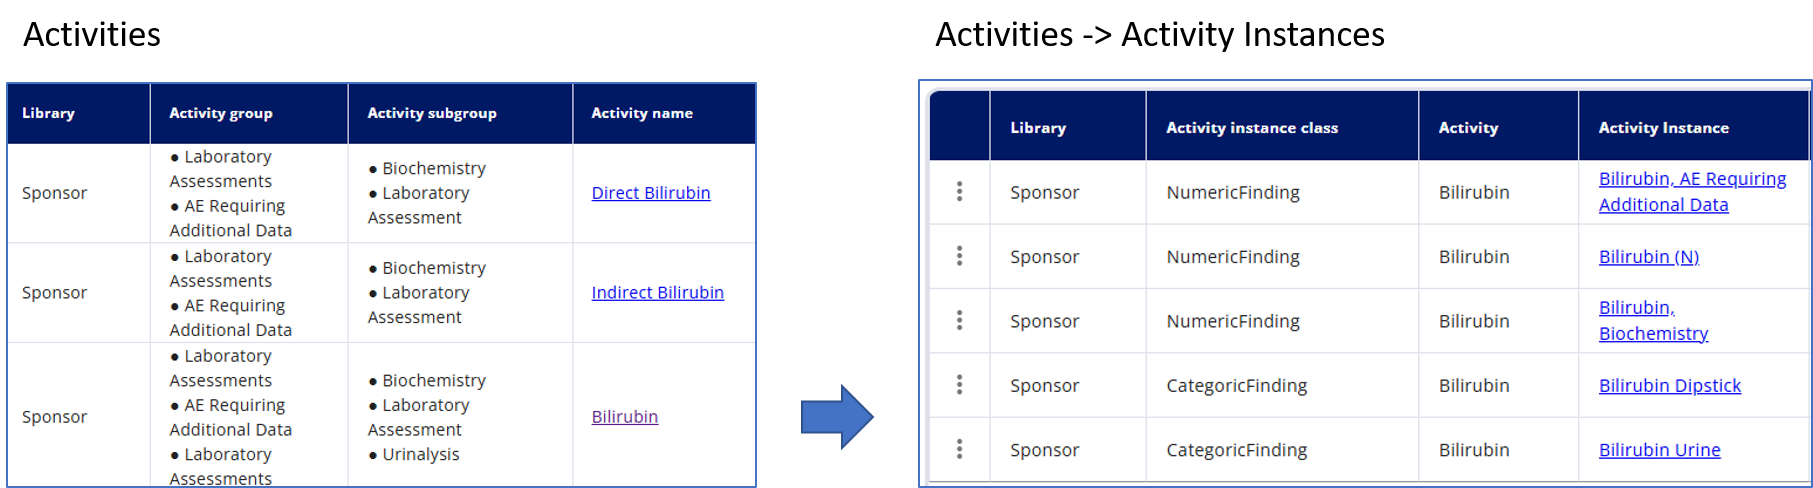 Activities
Library Activity group Activity subgroup Activity name
Sponsor
● Laboratory
Assessments
● AE Requiring
Additional Data
● Biochemistry
● Laboratory
Assessment
Direct Bilirubin
Sponsor
● Laboratory
Assessments
● AE Requiring
Additional Data
● Biochemistry
● Laboratory
Assessment
Indirect Bilirubin
Sponsor
● Laboratory
Assessments
● AE Requiring
Additional Data
● Laboratory
Assessments
● Biochemistry
● Laboratory
Assessment
● Urinalysis
Bilirubin
Activities -> Activity Instances
Library Activity instance class Activity Activity Instance
Sponsor NumericFinding Bilirubin Bilirubin, AE Requiring
Additional Data
Sponsor NumericFinding Bilirubin Bilirubin (N)
Sponsor NumericFinding Bilirubin Bilirubin,
Biochemistry
Sponsor CategoricFinding Bilirubin Bilirubin Dipstick
Sponsor CategoricFinding Bilirubin Bilirubin Urine